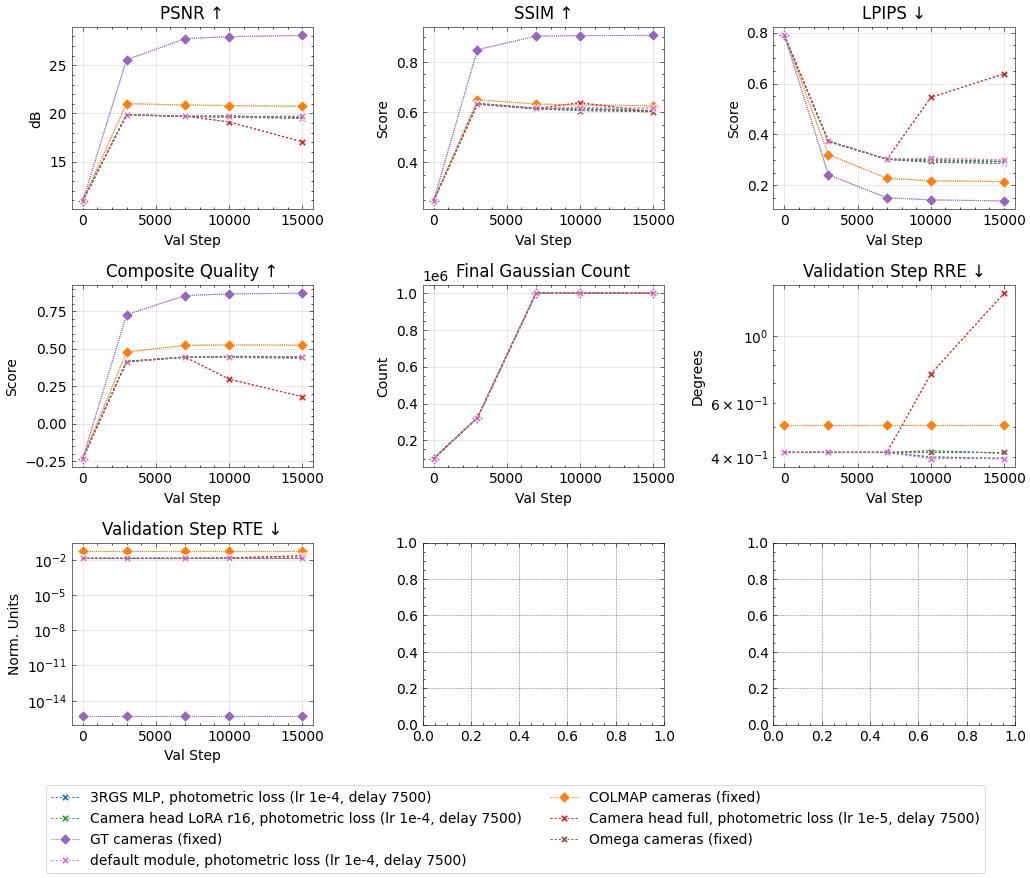 PSNR ↑
SSIM ↑
LPIPS ↓
25
20
15
dB
0 5000 10000 15000
Val Step
0.8
0.6
0.4
Score
0 5000 10000 15000
Val Step
0.8
0.6
0.4
0.2
Score
0 5000 10000 15000
Val Step
Composite Quality ↑
1e6 Final Gaussian Count
Validation Step RRE ↓
0.75
0.50
0.25
0.00
−0.25
Score
0 5000 10000 15000
Val Step
1.0
0.8
0.6
0.4
0.2
Count
0 5000 10000 15000
Val Step
10⁰
6 × 10⁻¹
4 × 10⁻¹
Degrees
0 5000 10000 15000
Val Step
Validation Step RTE ↓
10⁻²
10⁻⁵
10⁻⁸
10⁻¹¹
10⁻¹⁴
Norm. Units
0 5000 10000 15000
Val Step
1.0
0.8
0.6
0.4
0.2
0.0
0.0 0.2 0.4 0.6 0.8 1.0
1.0
0.8
0.6
0.4
0.2
0.0
0.0 0.2 0.4 0.6 0.8 1.0
3RGS MLP, photometric loss (lr 1e-4, delay 7500)
Camera head LoRA r16, photometric loss (lr 1e-4, delay 7500)
GT cameras (fixed)
default module, photometric loss (lr 1e-4, delay 7500)
COLMAP cameras (fixed)
Camera head full, photometric loss (lr 1e-5, delay 7500)
Omega cameras (fixed)